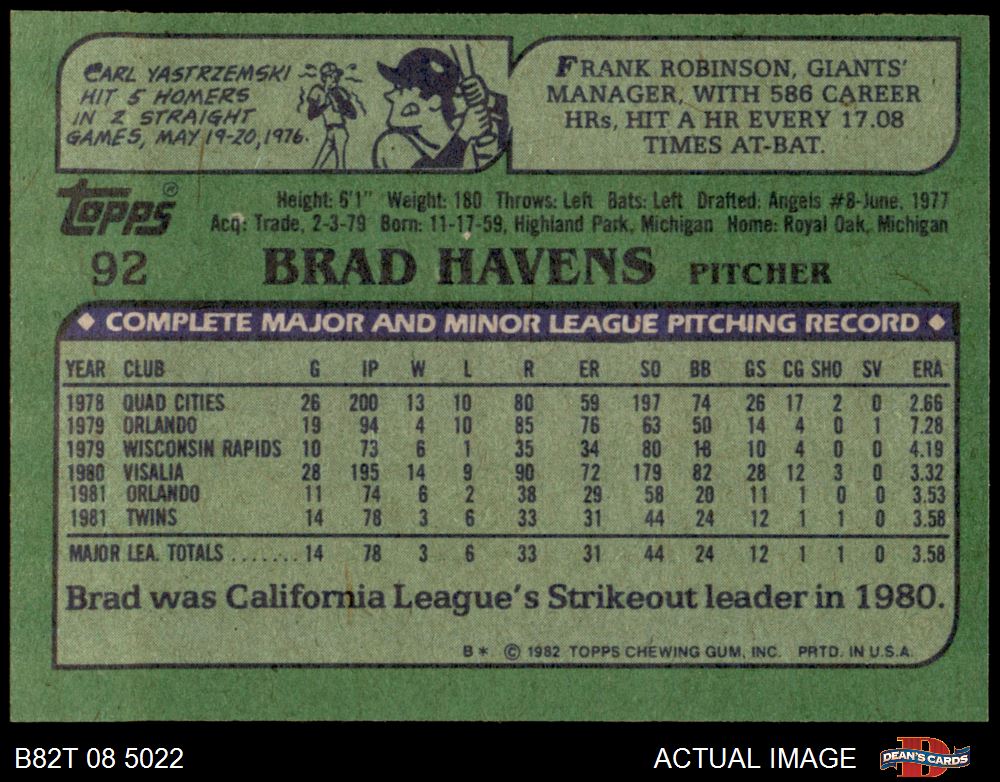 CARL YASTRZEMSKI
HIT 5 HOMERS
IN 2 STRAIGHT
GAMES, MAY 19-20, 1976.
FRANK ROBINSON, GIANTS'
MANAGER, WITH 586 CAREER
HRs, HIT A HR EVERY 17.08
TIMES AT-BAT.
Topps®
Height: 6'1" Weight: 180 Throws: Left Bats: Left Drafted: Angels #8-June, 1977
Acq: Trade, 2-3-79 Born: 11-17-59, Highland Park, Michigan Home: Royal Oak, Michigan
92 BRAD HAVENS PITCHER
◆ COMPLETE MAJOR AND MINOR LEAGUE PITCHING RECORD ◆
YEAR CLUB G IP W L R ER SO BB GS CG SHO SV ERA
1978 QUAD CITIES 26 200 13 10 80 59 197 74 26 17 2 0 2.66
1979 ORLANDO 19 94 4 10 85 76 63 50 14 4 0 1 7.28
1979 WISCONSIN RAPIDS 10 73 6 1 35 34 80 18 10 4 0 0 4.19
1980 VISALIA 28 195 14 9 90 72 179 82 28 12 3 0 3.32
1981 ORLANDO 11 74 6 2 38 29 58 20 11 1 0 0 3.53
1981 TWINS 14 78 3 6 33 31 44 24 12 1 1 0 3.58
MAJOR LEA. TOTALS ....... 14 78 3 6 33 31 44 24 12 1 1 0 3.58
Brad was California League's Strikeout leader in 1980.
B* © 1982 TOPPS CHEWING GUM, INC. PRTD. IN U.S.A.
B82T 08 5022
ACTUAL IMAGE
DEAN'S CARDS